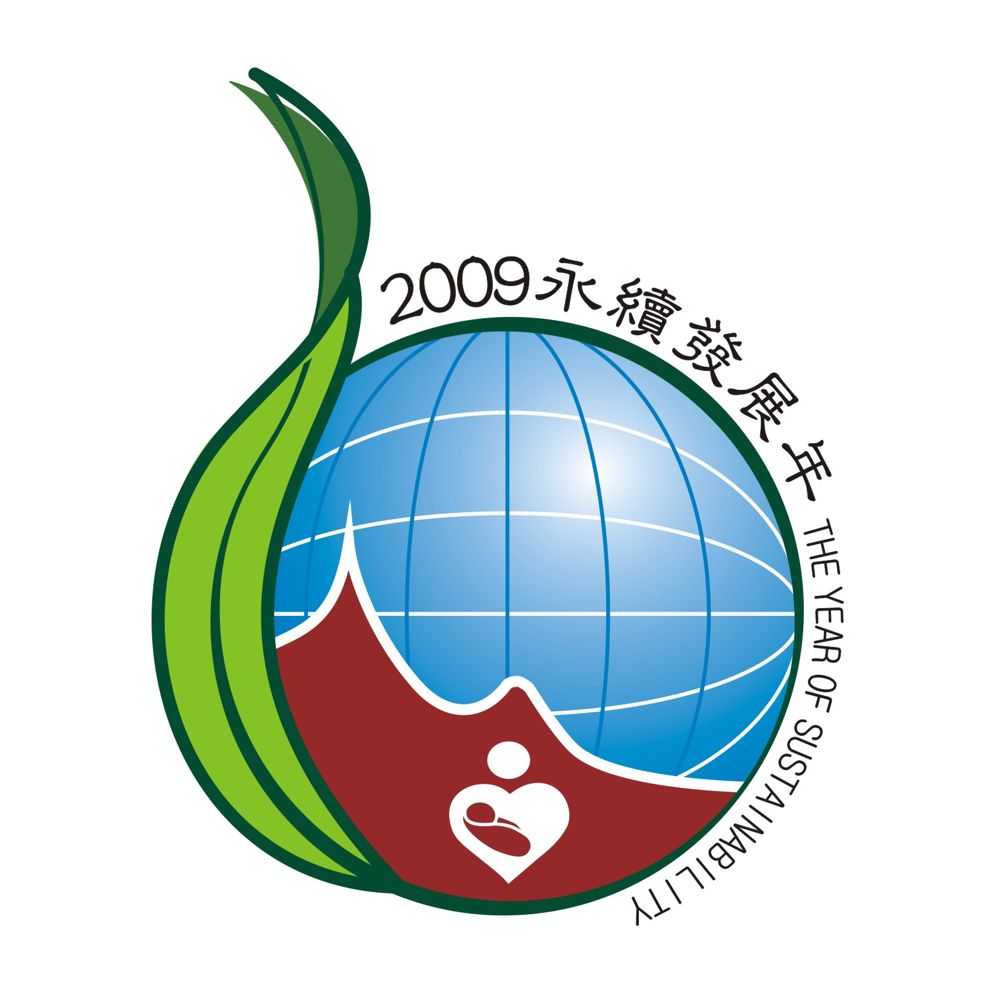 2009永續發展年 THE YEAR OF SUSTAINABILITY